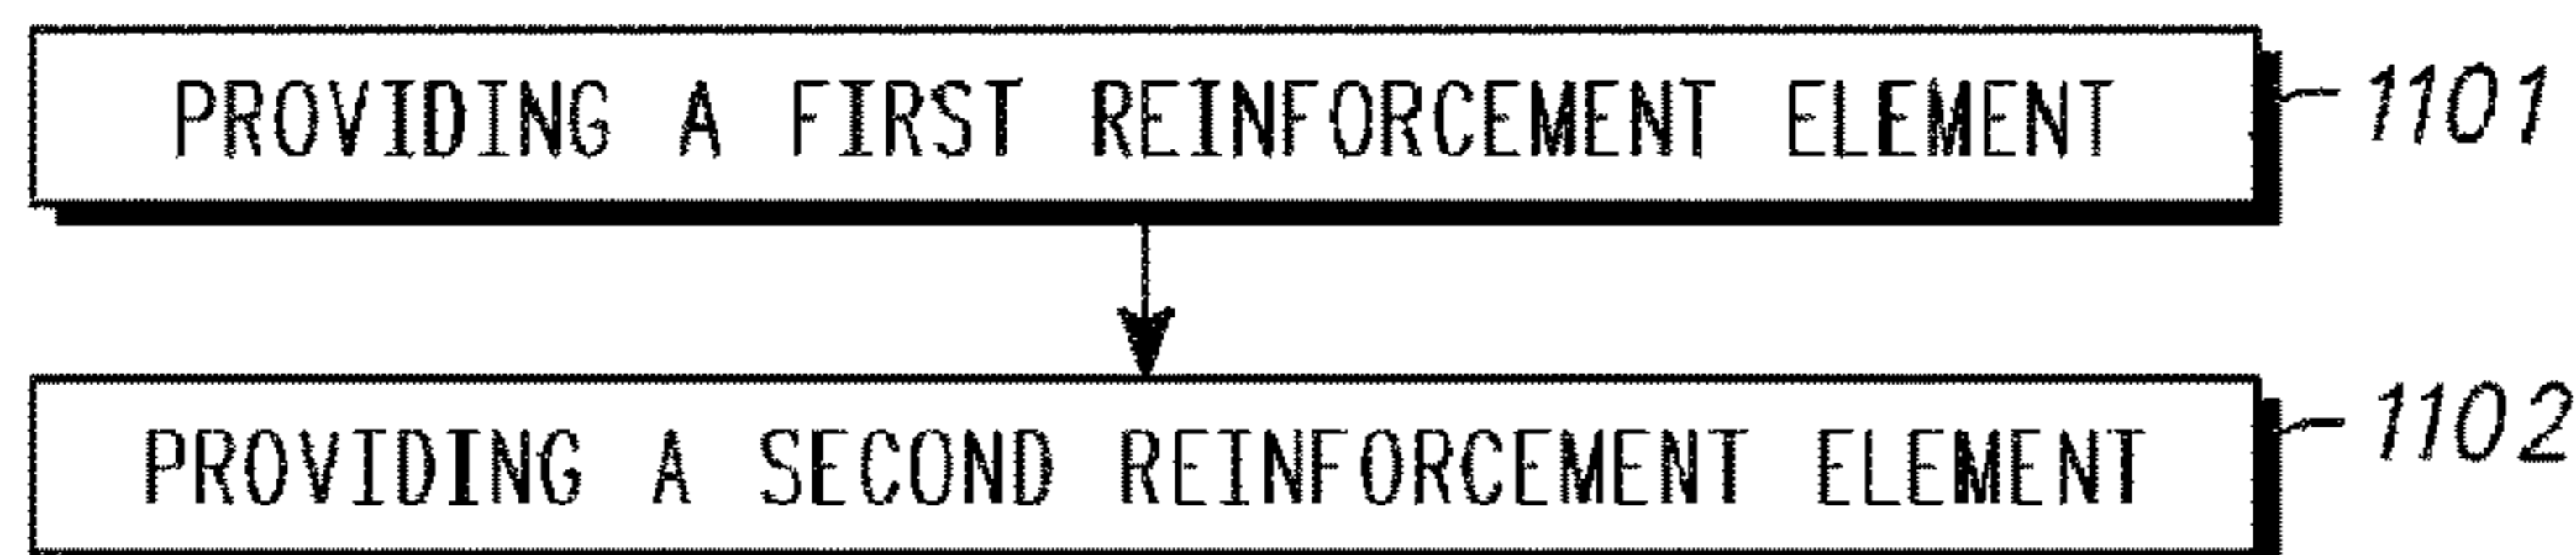 PROVIDING A FIRST REINFORCEMENT ELEMENT 1101
PROVIDING A SECOND REINFORCEMENT ELEMENT 1102